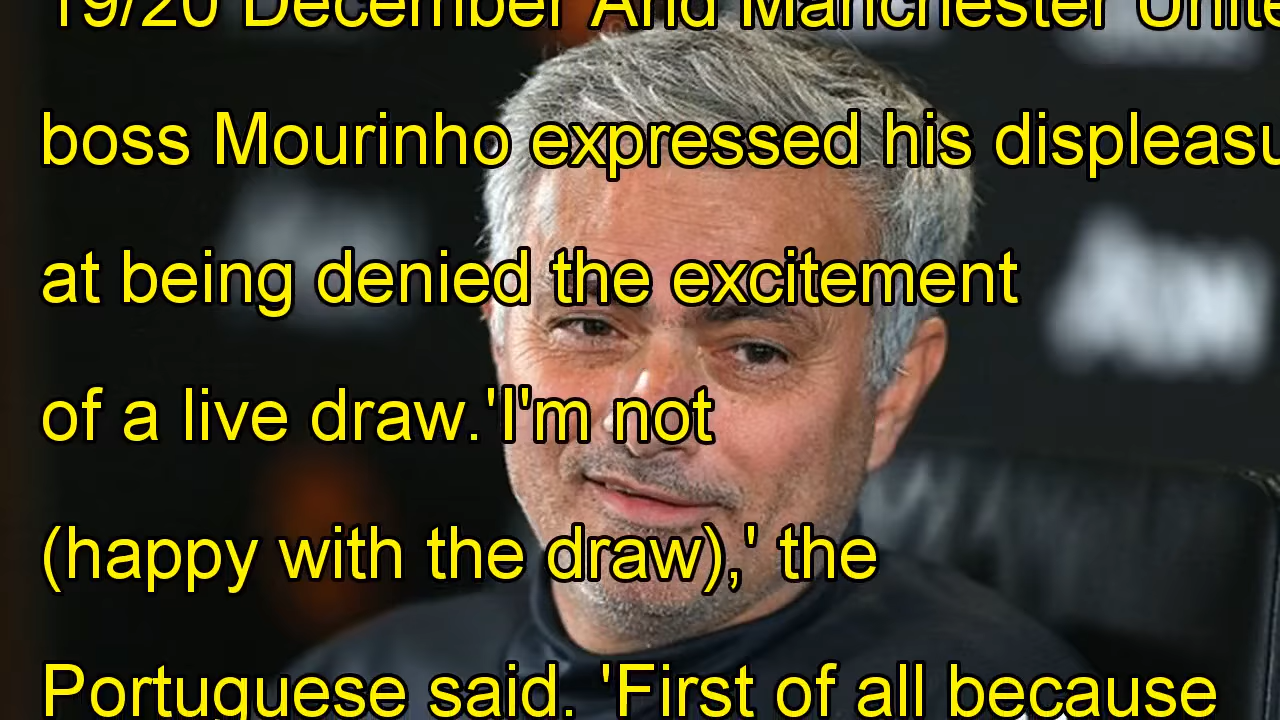 19/20 December And Manchester Unite
boss Mourinho expressed his displeasu
at being denied the excitement
of a live draw.'I'm not
(happy with the draw),' the
Portuguese said. 'First of all because